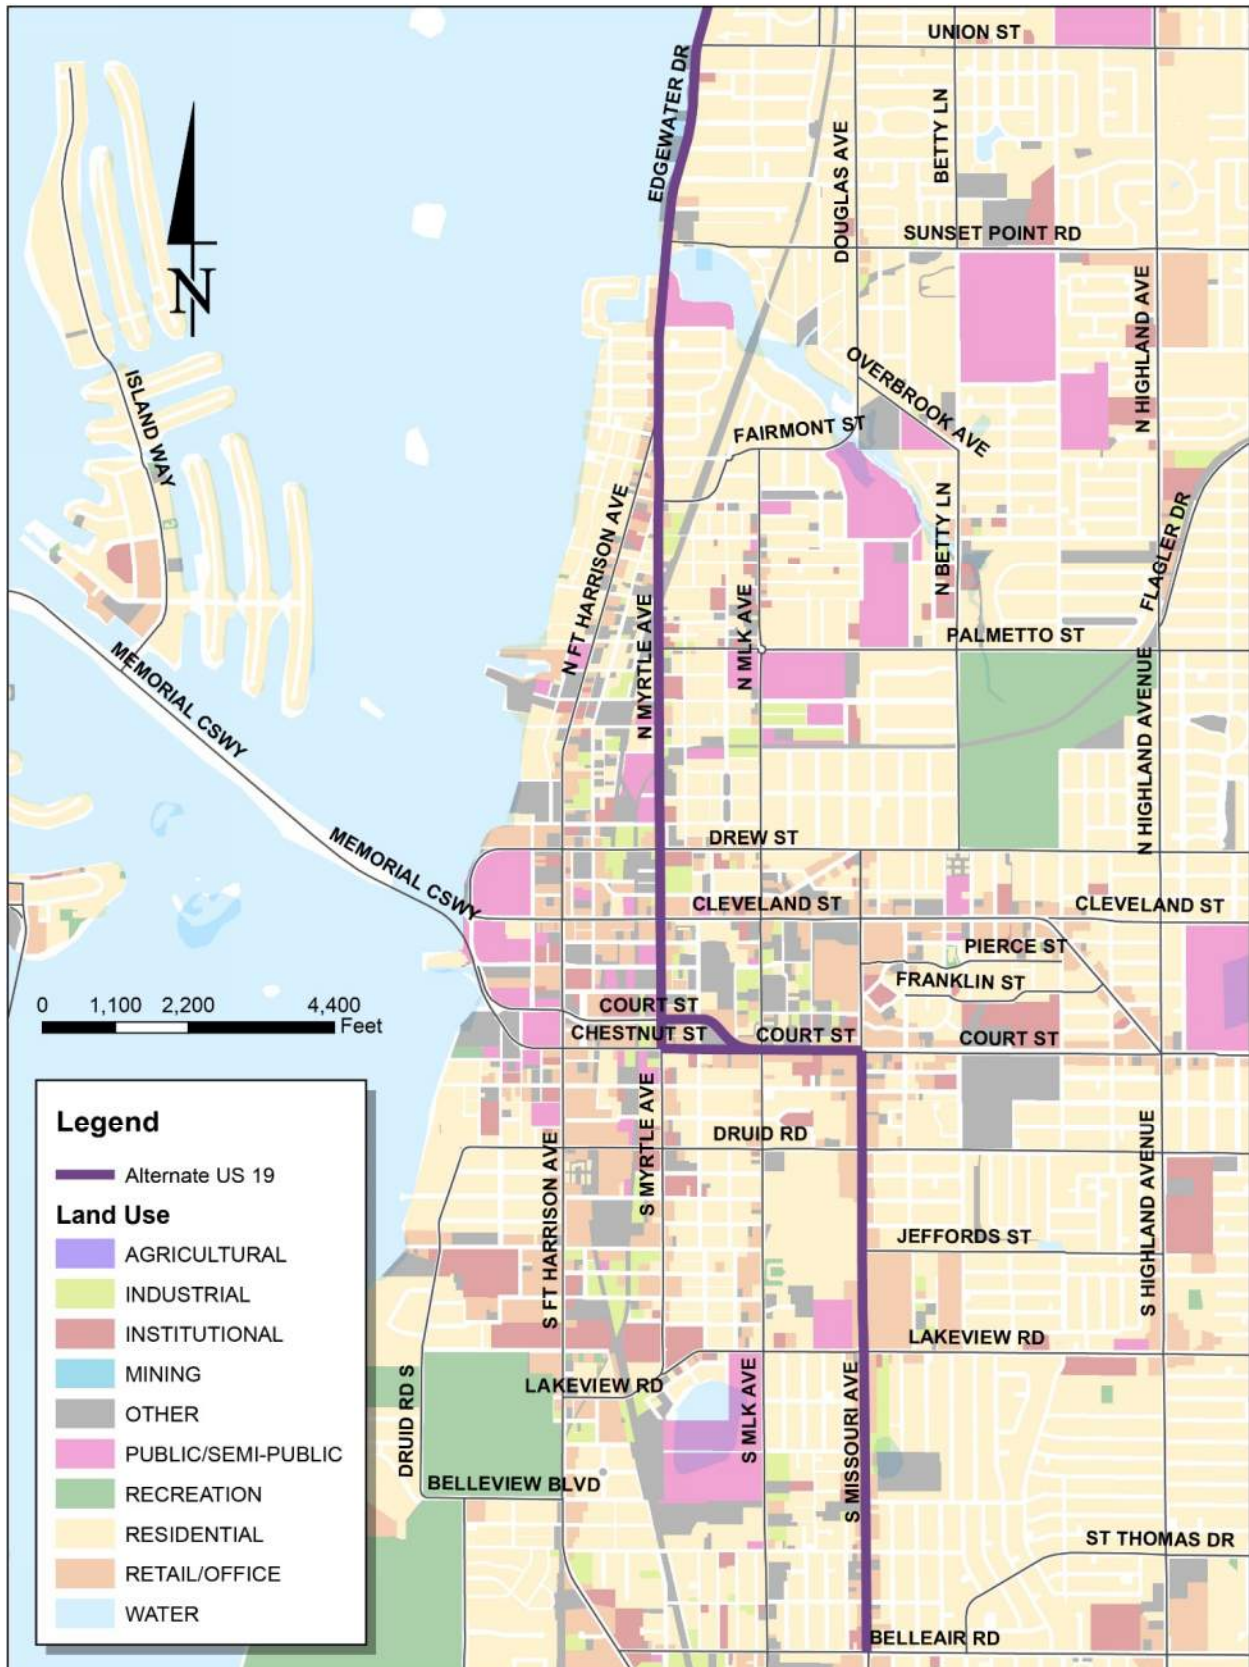 UNION ST
EDGEWATER DR
DOUGLAS AVE
BETTY LN
SUNSET POINT RD
N
N HIGHLAND AVE
ISLAND WAY
OVERBROOK AVE
FAIRMONT ST
N FT HARRISON AVE
N BETTY LN
FLAGLER DR
N MYRTLE AVE
N MLK AVE
PALMETTO ST
MEMORIAL CSWY
N HIGHLAND AVENUE
MEMORIAL CSWY
DREW ST
CLEVELAND ST
CLEVELAND ST
PIERCE ST
FRANKLIN ST
0 1,100 2,200 4,400
Feet
COURT ST
CHESTNUT ST
COURT ST
COURT ST
S MYRTLE AVE
DRUID RD
S FT HARRISON AVE
S HIGHLAND AVENUE
JEFFORDS ST
LAKEVIEW RD
LAKEVIEW RD
DRUID RD S
S MLK AVE
S MISSOURI AVE
BELLEVIEW BLVD
ST THOMAS DR
BELLEAIR RD
Legend
Alternate US 19
Land Use
AGRICULTURAL
INDUSTRIAL
INSTITUTIONAL
MINING
OTHER
PUBLIC/SEMI-PUBLIC
RECREATION
RESIDENTIAL
RETAIL/OFFICE
WATER